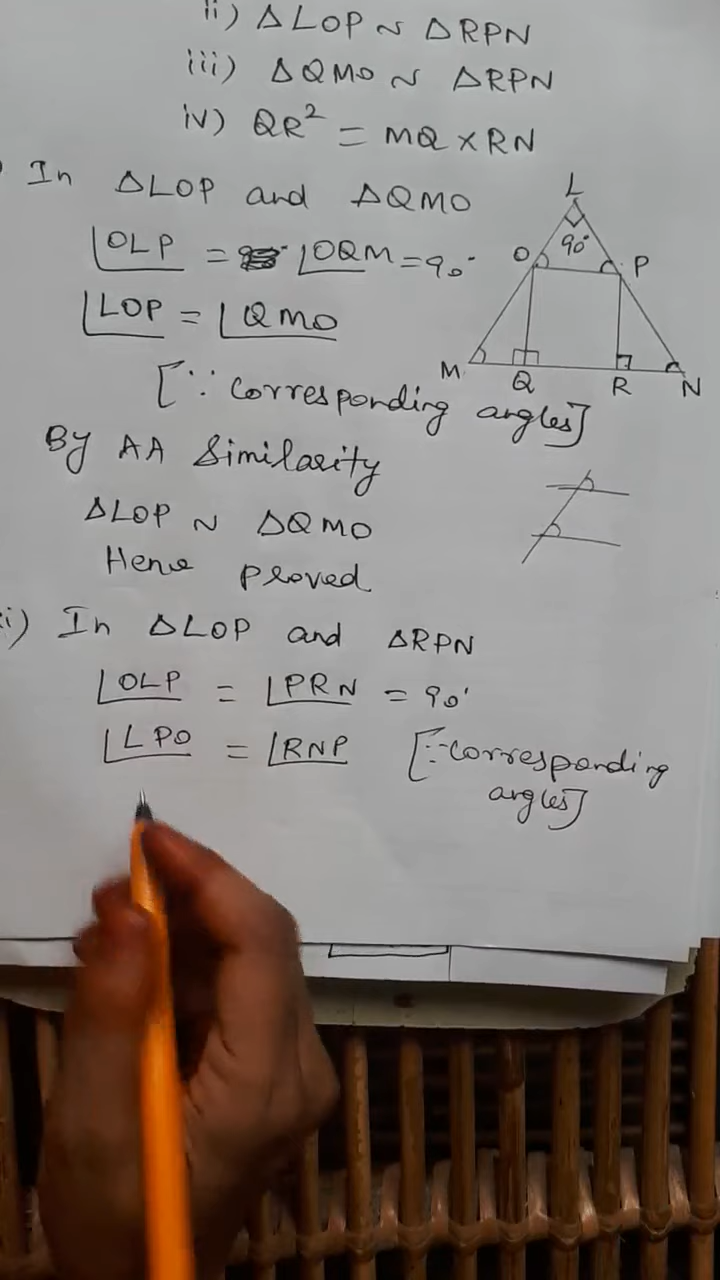 ii) ΔLOP ~ ΔRPN
iii) ΔQMO ~ ΔRPN
iv) QR² = MQ × RN
In ΔLOP and ΔQMO
∠OLP = ∠OQM = 90°
∠LOP = ∠QMO
[∵ corresponding angles]
L
90°
O
P
M
Q
R
N
By AA Similarity
ΔLOP ~ ΔQMO
Hence proved
ii) In ΔLOP and ΔRPN
∠OLP = ∠PRN = 90°
∠LPO = ∠RNP [∵ corresponding
angles]